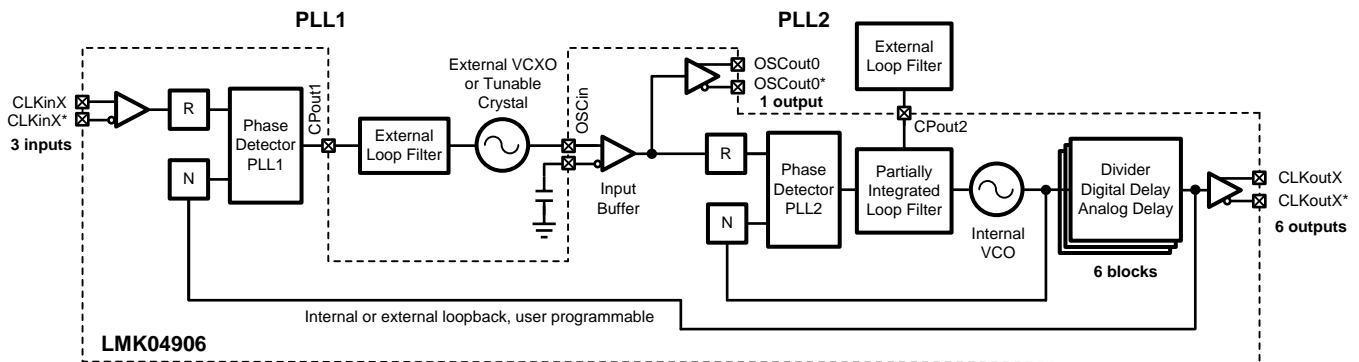 PLL1
PLL2
External VCXO
or Tunable
Crystal
External
Loop Filter
OSCout0
OSCout0*
1 output
CLKinX
CLKinX*
3 inputs
R
Phase
Detector
PLL1
N
CPout1
External
Loop Filter
OSCin
Input
Buffer
R
N
Phase
Detector
PLL2
CPout2
Partially
Integrated
Loop Filter
Internal
VCO
Divider
Digital Delay
Analog Delay
6 blocks
CLKoutX
CLKoutX*
6 outputs
Internal or external loopback, user programmable
LMK04906